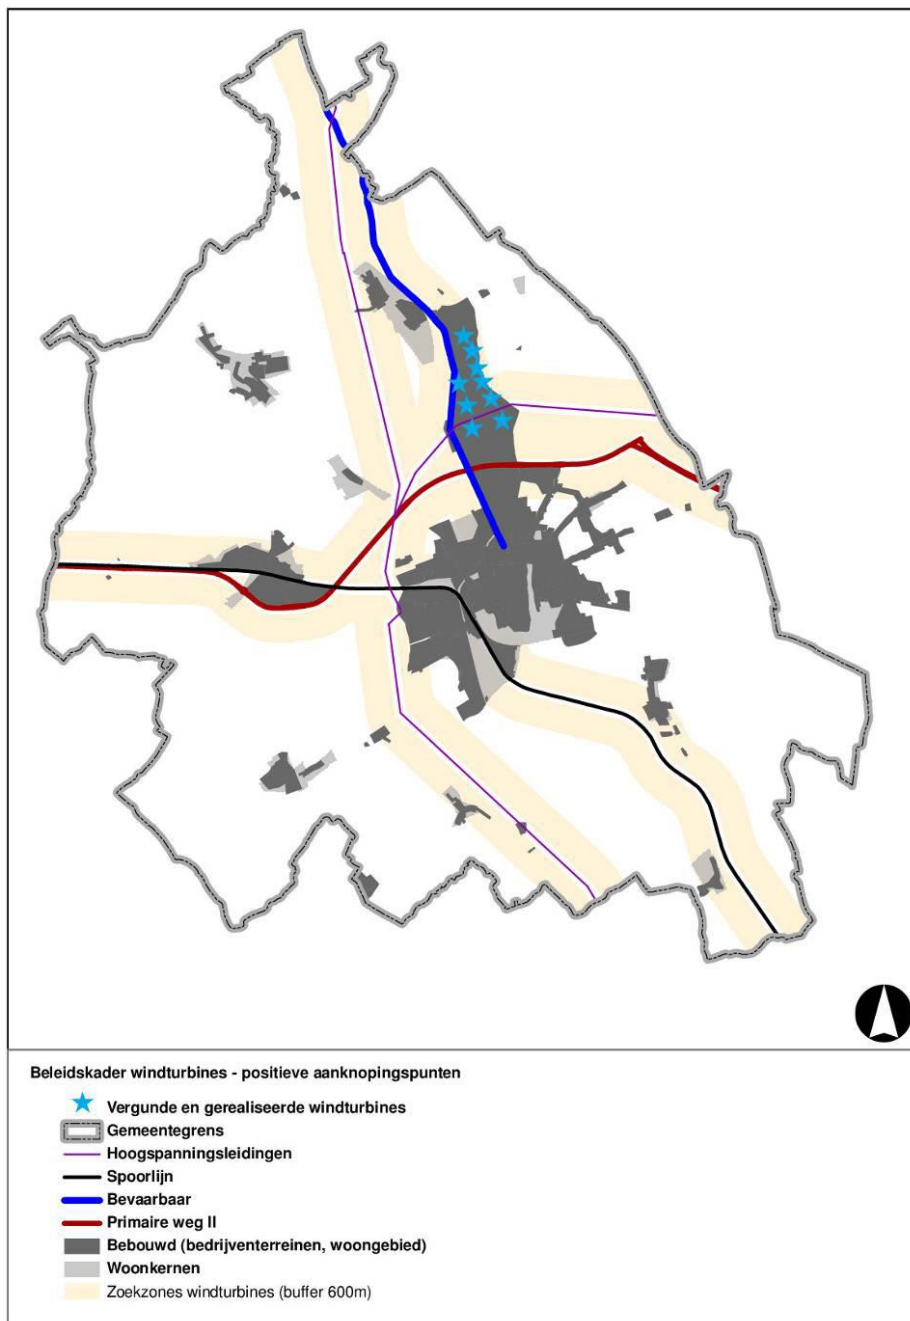 Beleidskader windturbines - positieve aanknopingspunten
Vergunde en gerealiseerde windturbines
Gemeentegrens
Hoogspanningsleidingen
Spoorlijn
Bevaarbaar
Primaire weg II
Bebouwd (bedrijventerreinen, woongebied)
Woonkernen
Zoekzones windturbines (buffer 600m)